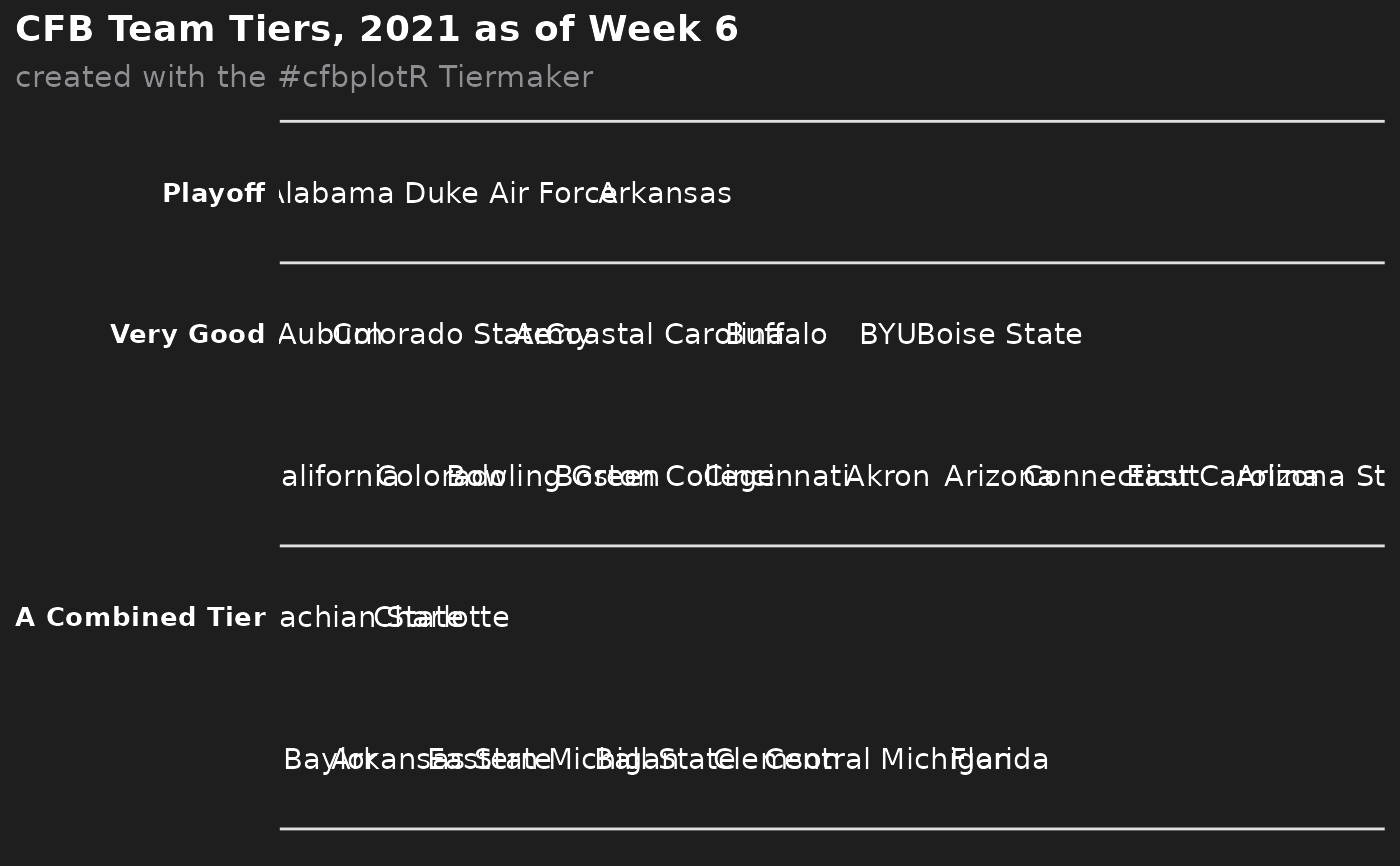 CFB Team Tiers, 2021 as of Week 6
created with the #cfbplotR Tiermaker
Playoff Alabama Duke Air Force Arkansas
Very Good Auburn Colorado State Army Coastal Carolina Buffalo BYU Boise State
alifornia Colorado Bowling Green Boston College Cincinnati Akron Arizona Connecticut East Carolina Arizona St
A Combined Tier achian State Charlotte
Baylor Arkansas State Eastern Michigan Ball State Clemson Central Michigan Florida